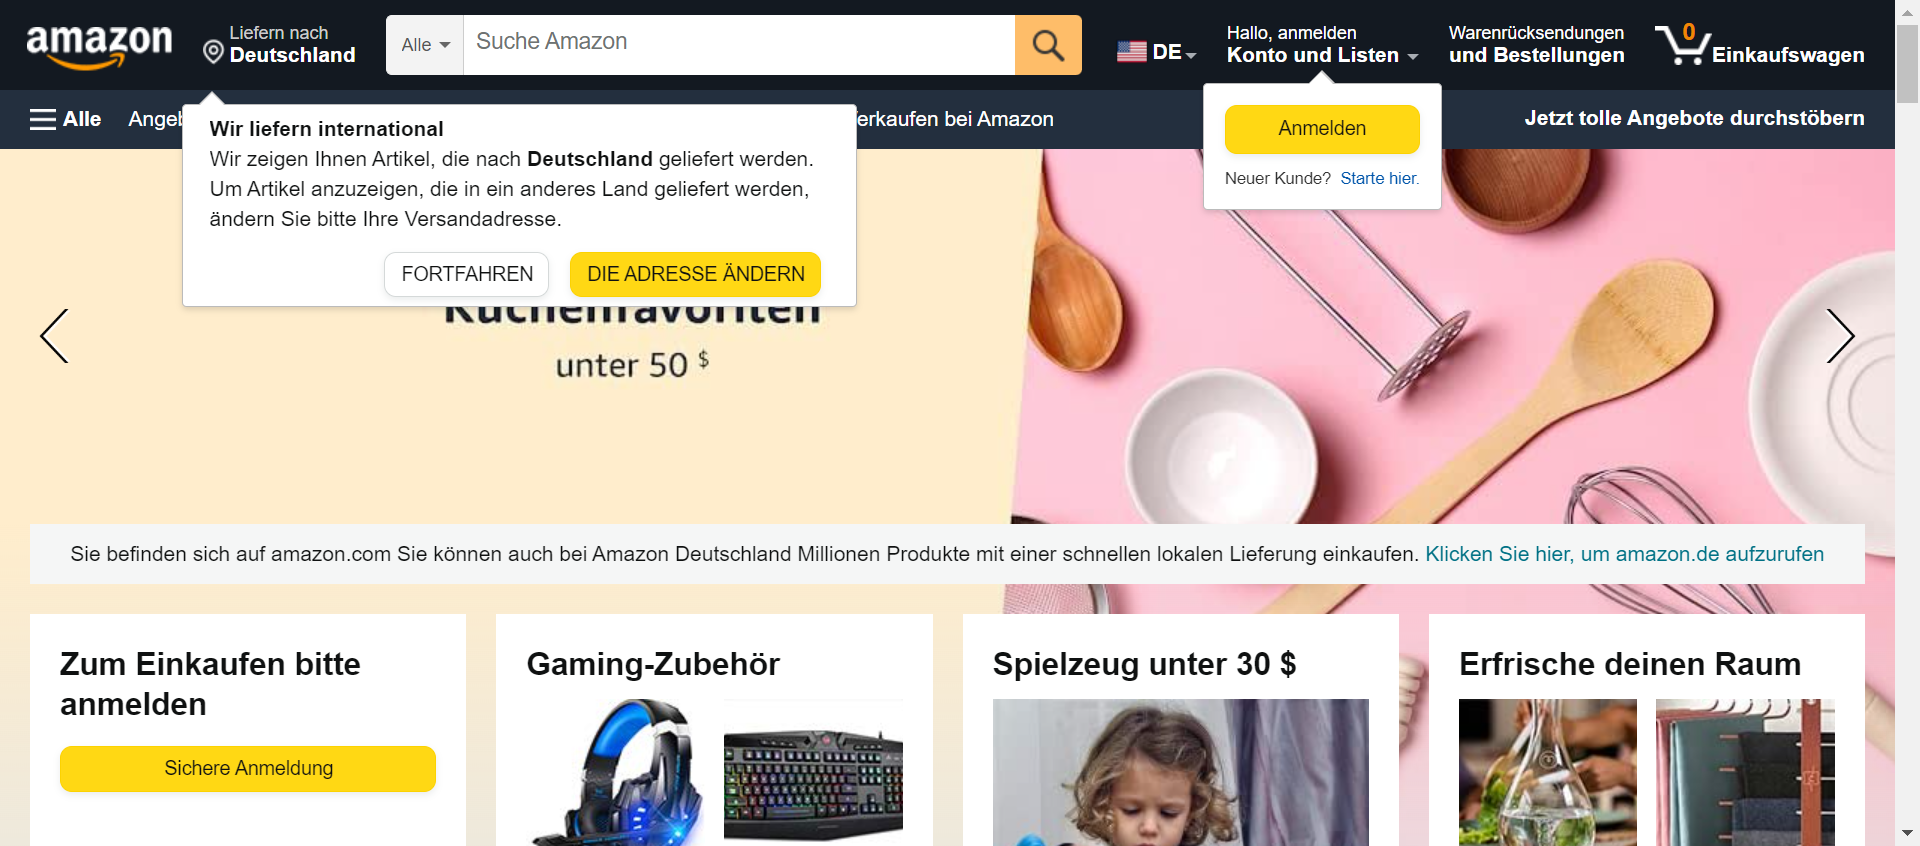 amazon
Liefern nach
Deutschland
Alle
Suche Amazon
DE
Hallo, anmelden
Konto und Listen
Warenrücksendungen
und Bestellungen
0
Einkaufswagen
Alle
Angeb
erkaufen bei Amazon
Jetzt tolle Angebote durchstöbern
Wir liefern international
Wir zeigen Ihnen Artikel, die nach Deutschland geliefert werden.
Um Artikel anzuzeigen, die in ein anderes Land geliefert werden,
ändern Sie bitte Ihre Versandadresse.
FORTFAHREN
DIE ADRESSE ÄNDERN
Anmelden
Neuer Kunde? Starte hier.
Küchenfavoriten
unter 50 $
Sie befinden sich auf amazon.com Sie können auch bei Amazon Deutschland Millionen Produkte mit einer schnellen lokalen Lieferung einkaufen. Klicken Sie hier, um amazon.de aufzurufen
Zum Einkaufen bitte
anmelden
Sichere Anmeldung
Gaming-Zubehör
Spielzeug unter 30 $
Erfrische deinen Raum